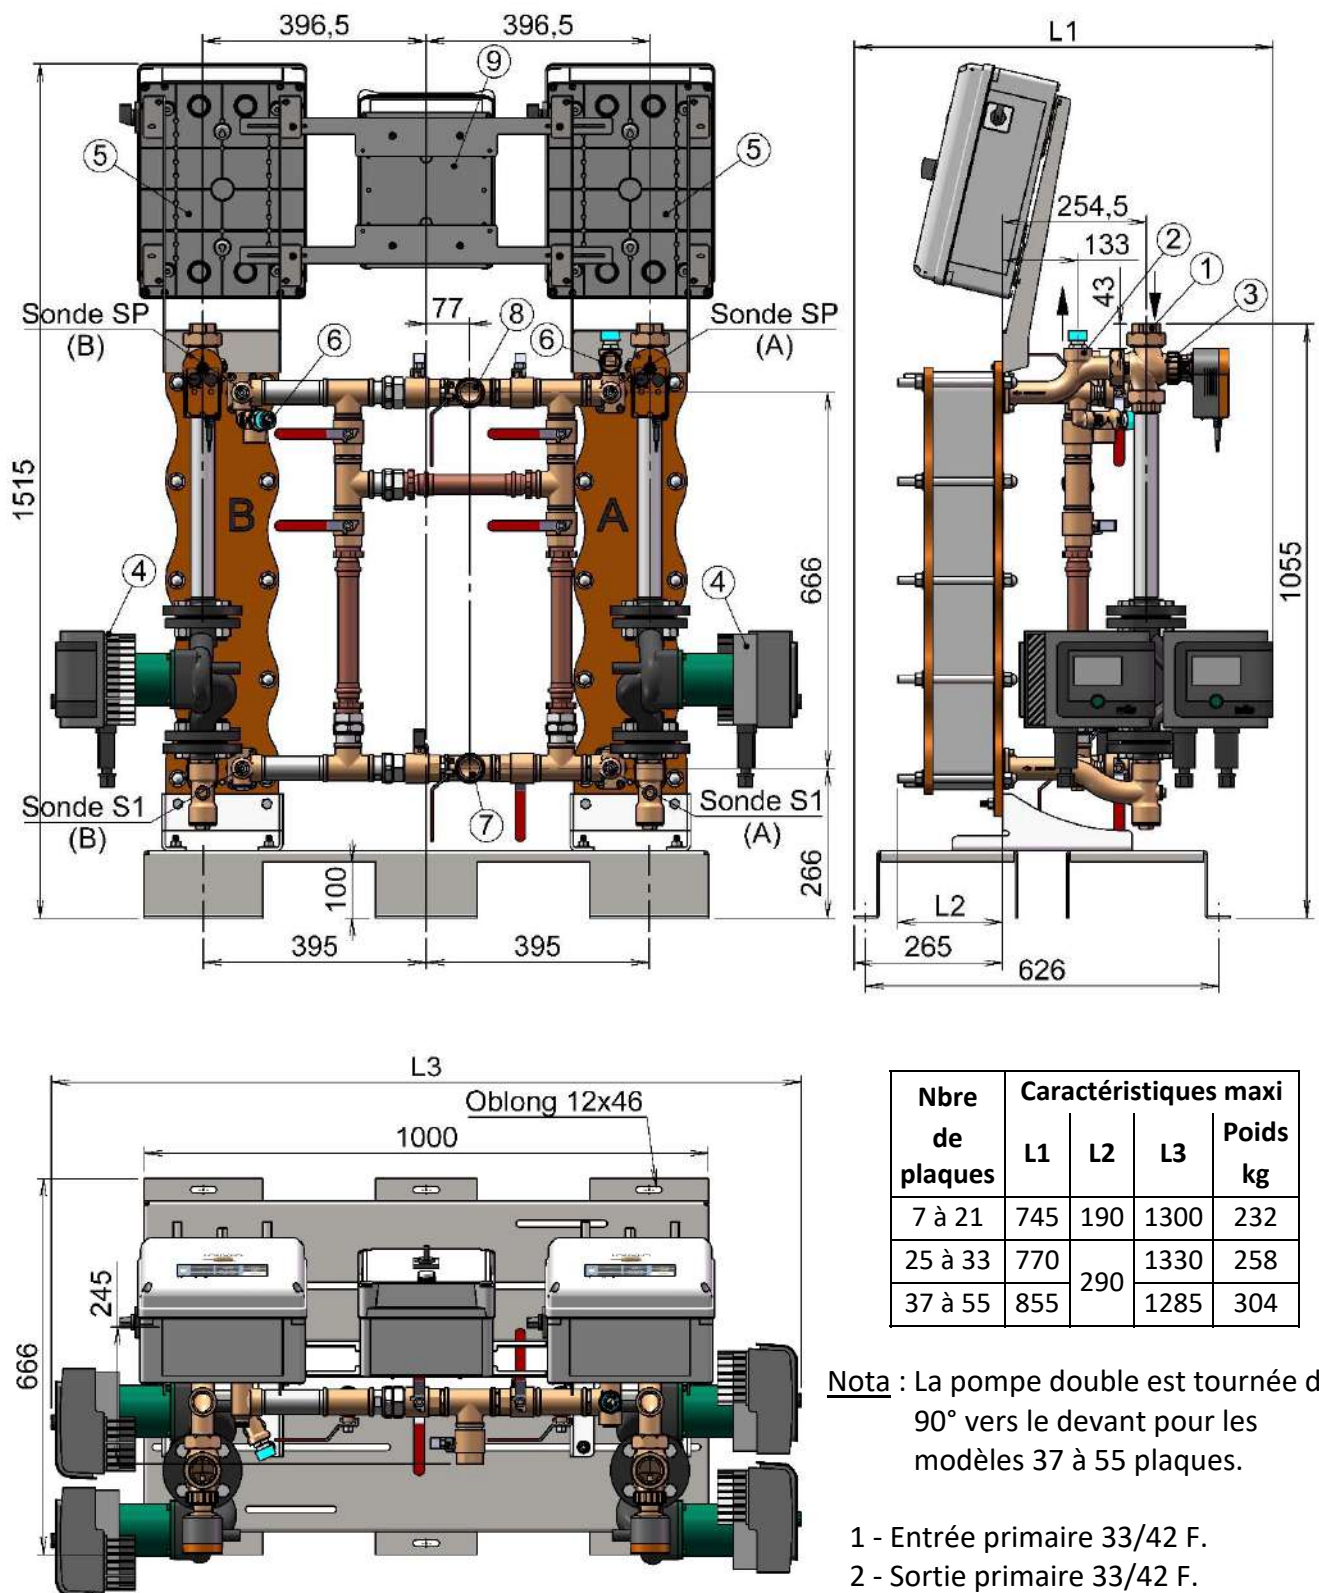 396,5
396,5
L1
9
5
5
254,5
2
133
1
43
3
Sonde SP
(B)
77
8
Sonde SP
(A)
6
6
1515
B
A
666
1055
4
4
Sonde S1
(B)
7
Sonde S1
(A)
100
266
L2
395
395
265
626
L3
Oblong 12x46
1000
245
666
Nbre de plaques
Caractéristiques maxi
L1 L2 L3 Poids kg
7 à 21 745 190 1300 232
25 à 33 770 290 1330 258
37 à 55 855 1285 304
Nota : La pompe double est tournée d
90° vers le devant pour les
modèles 37 à 55 plaques.
1 - Entrée primaire 33/42 F.
2 - Sortie primaire 33/42 F.